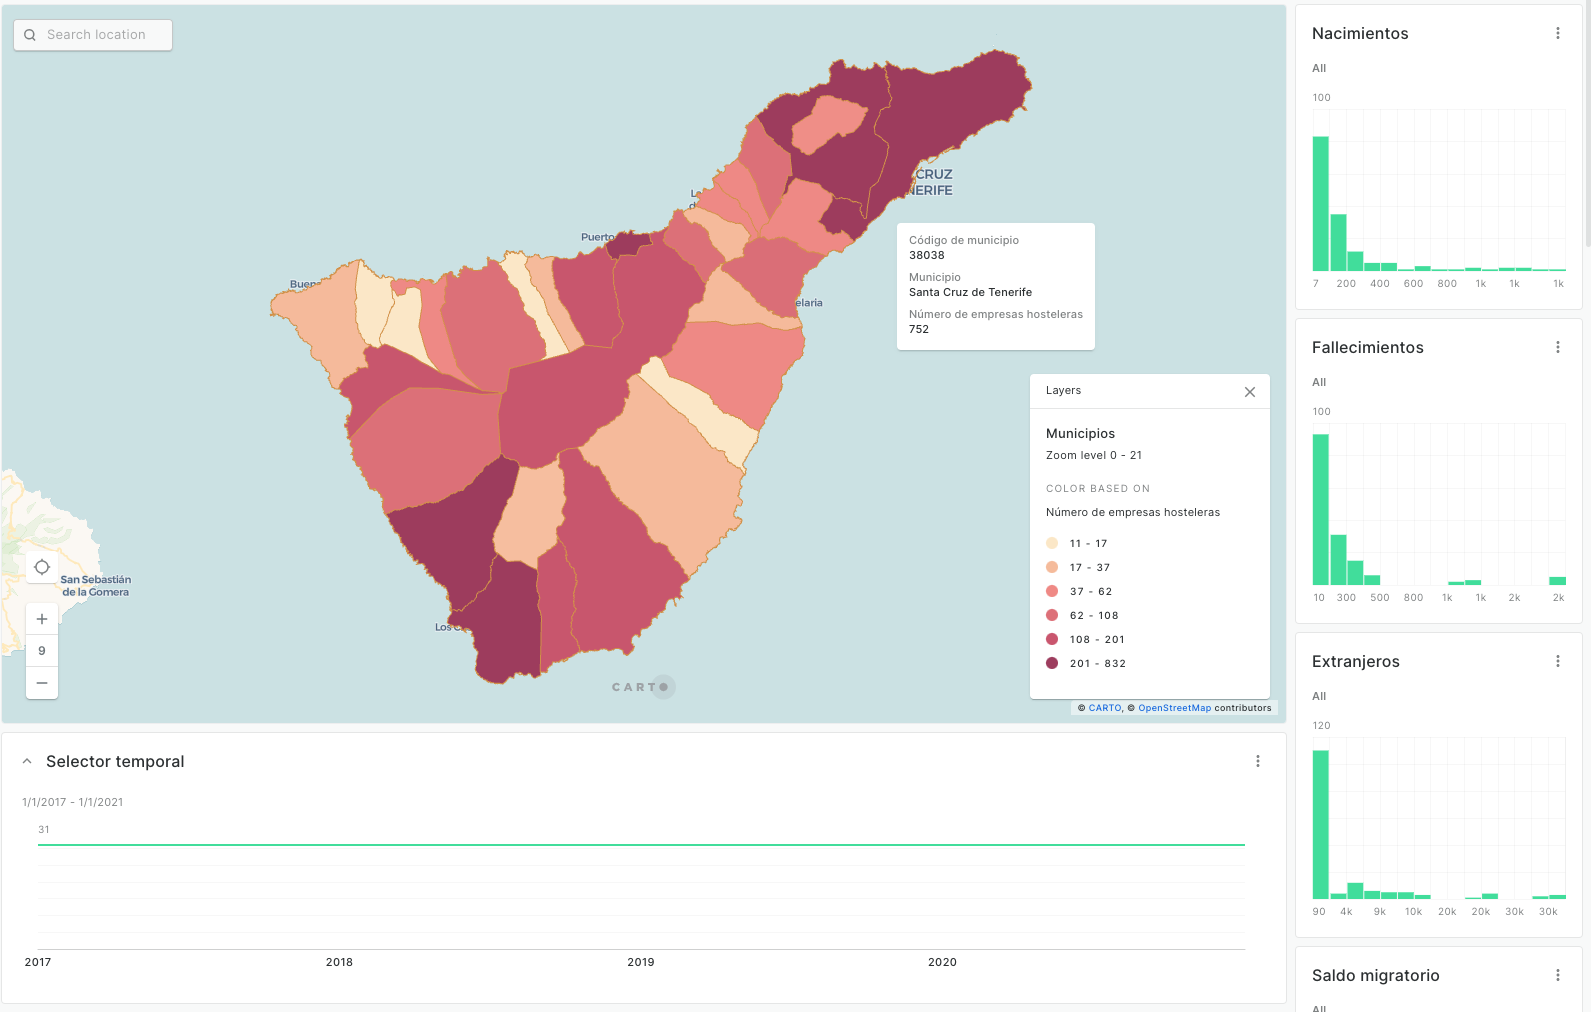 Search location
CRUZ
NERIFE
Puerto
Buen
elaria
San Sebastián
de la Gomera
Los C
Código de municipio
38038
Municipio
Santa Cruz de Tenerife
Número de empresas hosteleras
752
Layers
Municipios
Zoom level 0 - 21
COLOR BASED ON
Número de empresas hosteleras
11 - 17
17 - 37
37 - 62
62 - 108
108 - 201
201 - 832
9
CARTO
© CARTO, © OpenStreetMap contributors
Selector temporal
1/1/2017 - 1/1/2021
31
2017 2018 2019 2020
Nacimientos
All
100
7 200 400 600 800 1k 1k 1k
Fallecimientos
All
100
10 300 500 800 1k 1k 2k 2k
Extranjeros
All
120
90 4k 9k 10k 20k 20k 30k 30k
Saldo migratorio
All